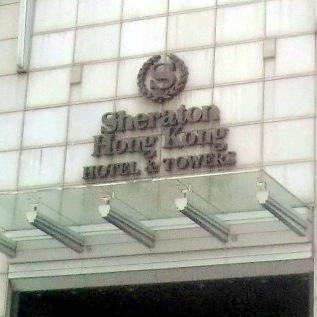 S
Sheraton
Hong Kong
HOTEL & TOWERS